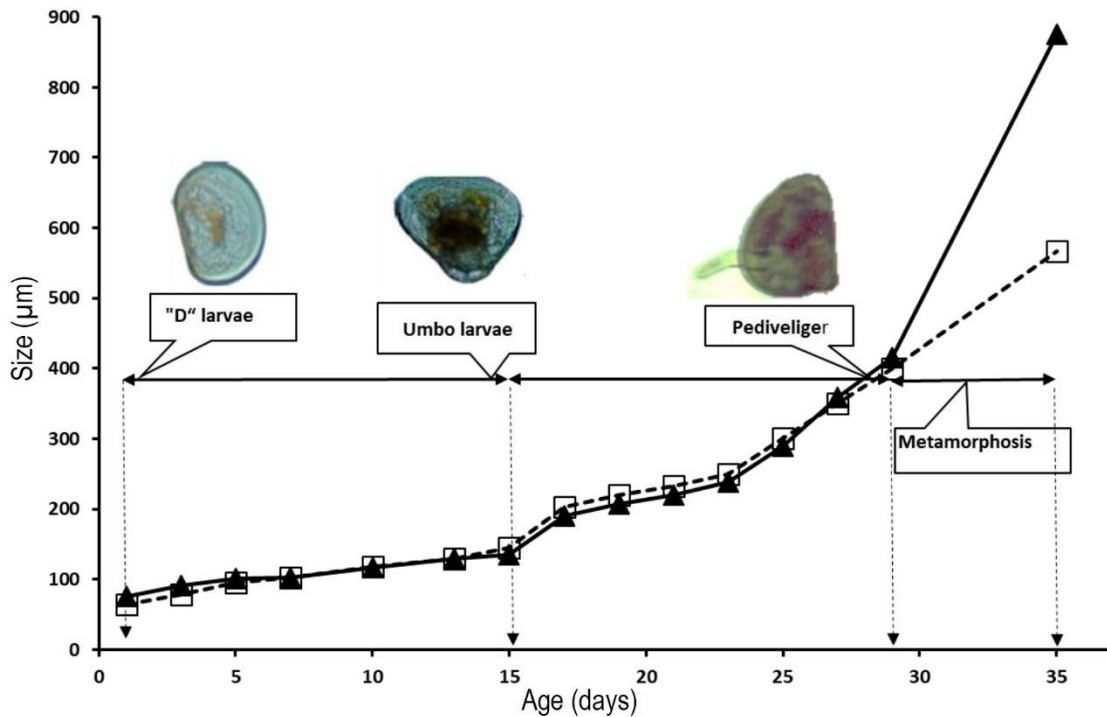 900
800
700
600
500
400
300
200
100
0
Size (µm)
"D“ larvae
Umbo larvae
Pediveliger
Metamorphosis
0 5 10 15 20 25 30 35
Age (days)